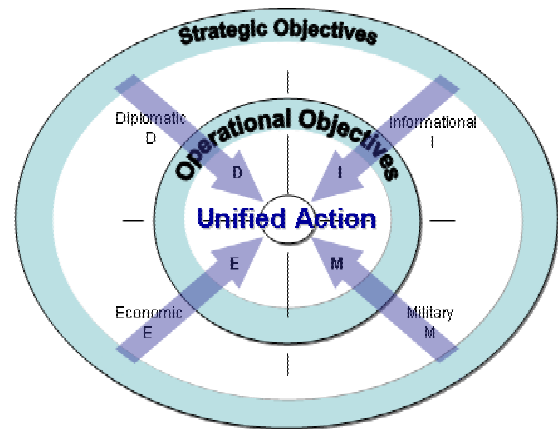 Strategic Objectives
Diplomatic
D
Informational
I
Operational Objectives
D
I
Unified Action
E
M
Economic
E
Military
M